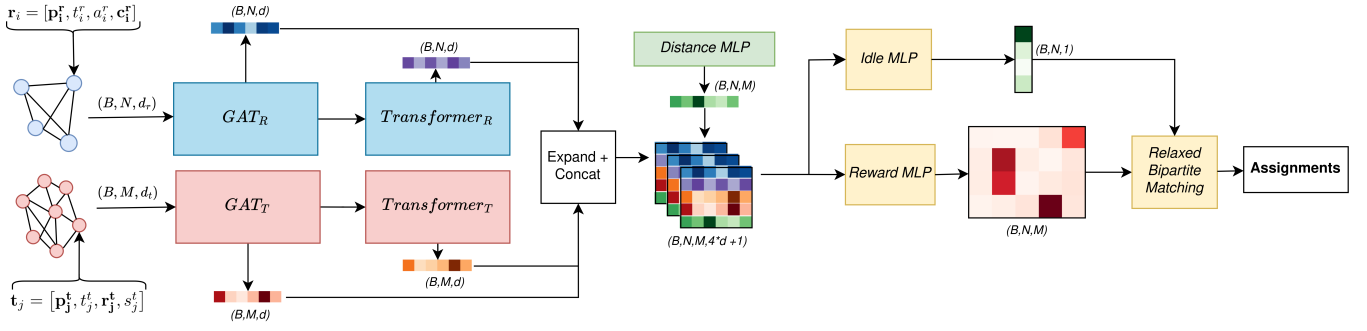 r_i = [p_i^r, t_i^r, a_i^r, c_i^r]
(B,N,d)
(B,N,d)
Distance MLP
(B,N,M)
Idle MLP
(B,N,1)
(B, N, d_r)
GAT_R
Transformer_R
Expand +
Concat
Reward MLP
Relaxed
Bipartite
Matching
Assignments
(B, M, d_t)
GAT_T
Transformer_T
(B,N,M,4*d +1)
(B,N,M)
(B,M,d)
(B,M,d)
t_j = [p_j^t, t_j^t, r_j^t, s_j^t]